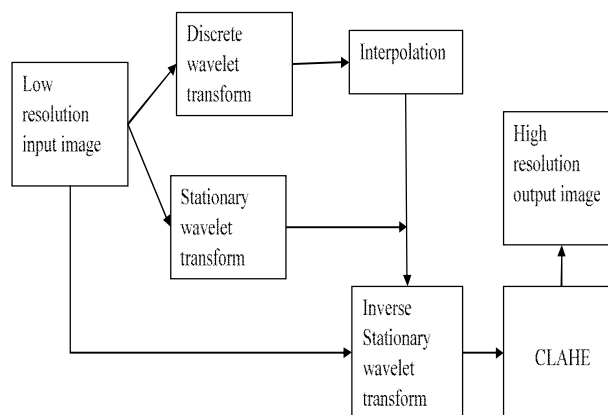 Discrete
wavelet
transform
Interpolation
Low
resolution
input image
High
resolution
output image
Stationary
wavelet
transform
Inverse
Stationary
wavelet
transform
CLAHE